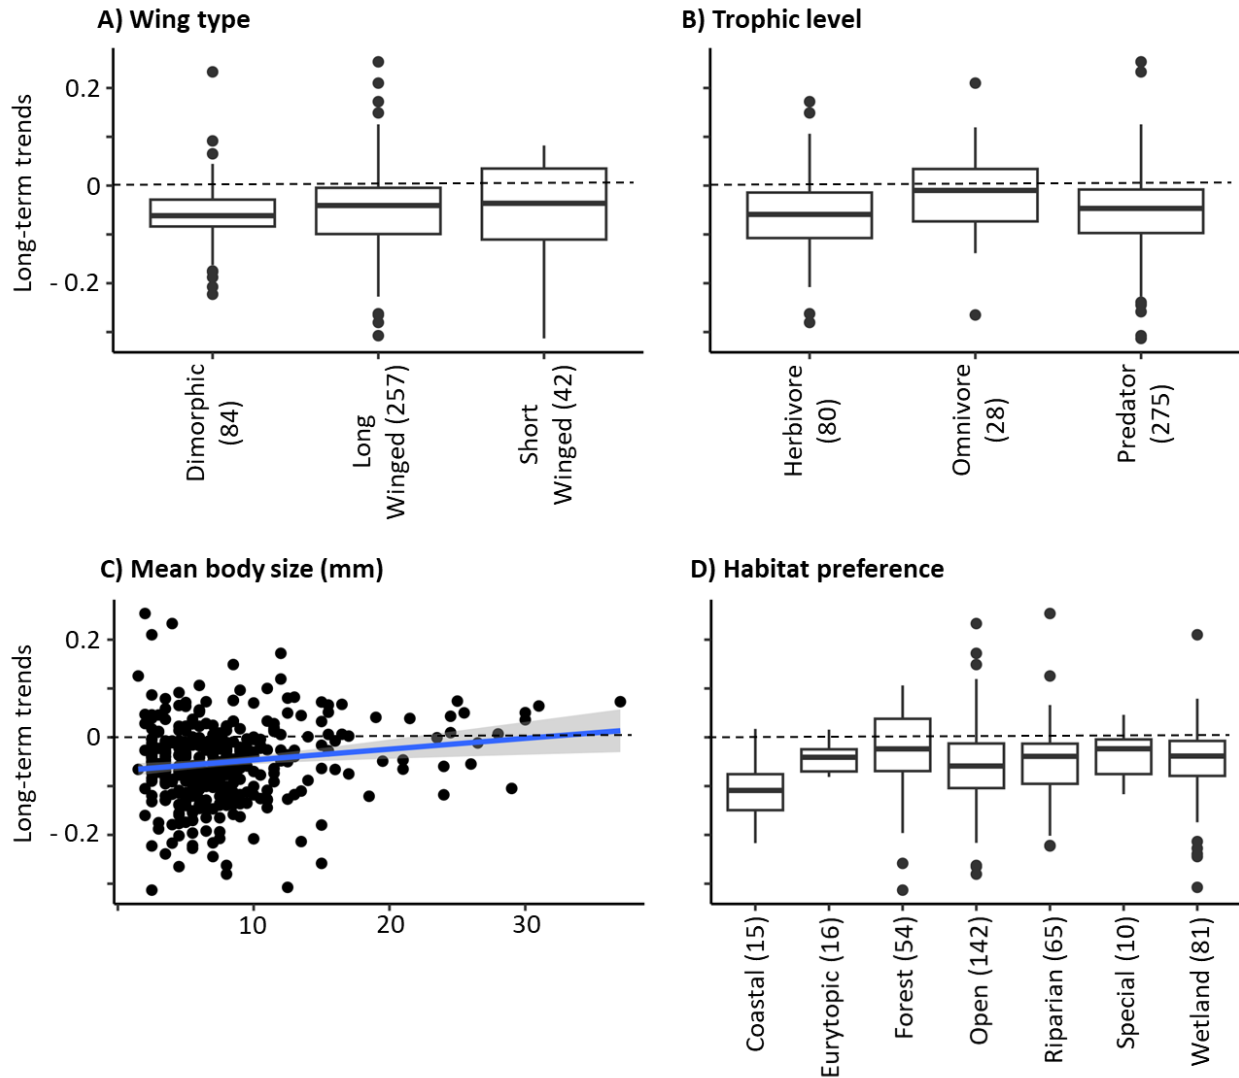 A) Wing type
Long-term trends
0.2
0
- 0.2
Dimorphic
(84)
Long
Winged (257)
Short
Winged (42)
B) Trophic level
Herbivore
(80)
Omnivore
(28)
Predator
(275)
C) Mean body size (mm)
Long-term trends
0.2
0
- 0.2
10
20
30
D) Habitat preference
Coastal (15)
Eurytopic (16)
Forest (54)
Open (142)
Riparian (65)
Special (10)
Wetland (81)